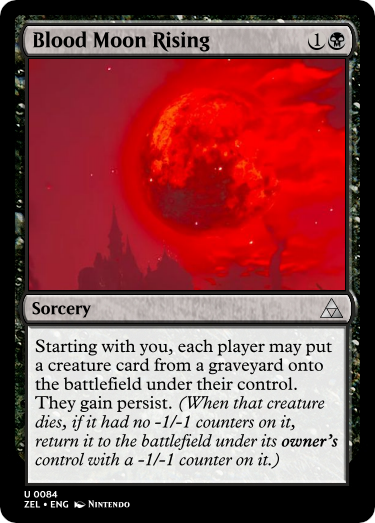 Blood Moon Rising 1
Sorcery
Starting with you, each player may put
a creature card from a graveyard onto
the battlefield under their control.
They gain persist. (When that creature
dies, if it had no -1/-1 counters on it,
return it to the battlefield under its owner's
control with a -1/-1 counter on it.)
U 0084
ZEL • ENG Nintendo